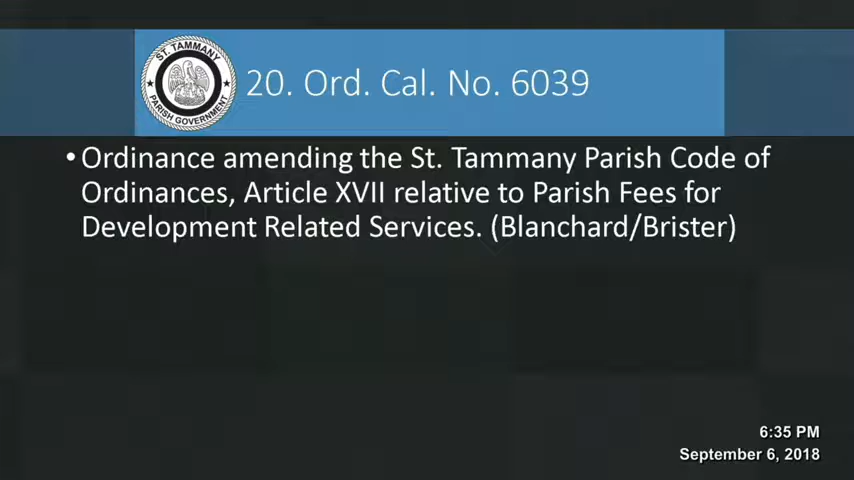 ST. TAMMANY
PARISH GOVERNMENT
20. Ord. Cal. No. 6039
• Ordinance amending the St. Tammany Parish Code of
Ordinances, Article XVII relative to Parish Fees for
Development Related Services. (Blanchard/Brister)
6:35 PM
September 6, 2018